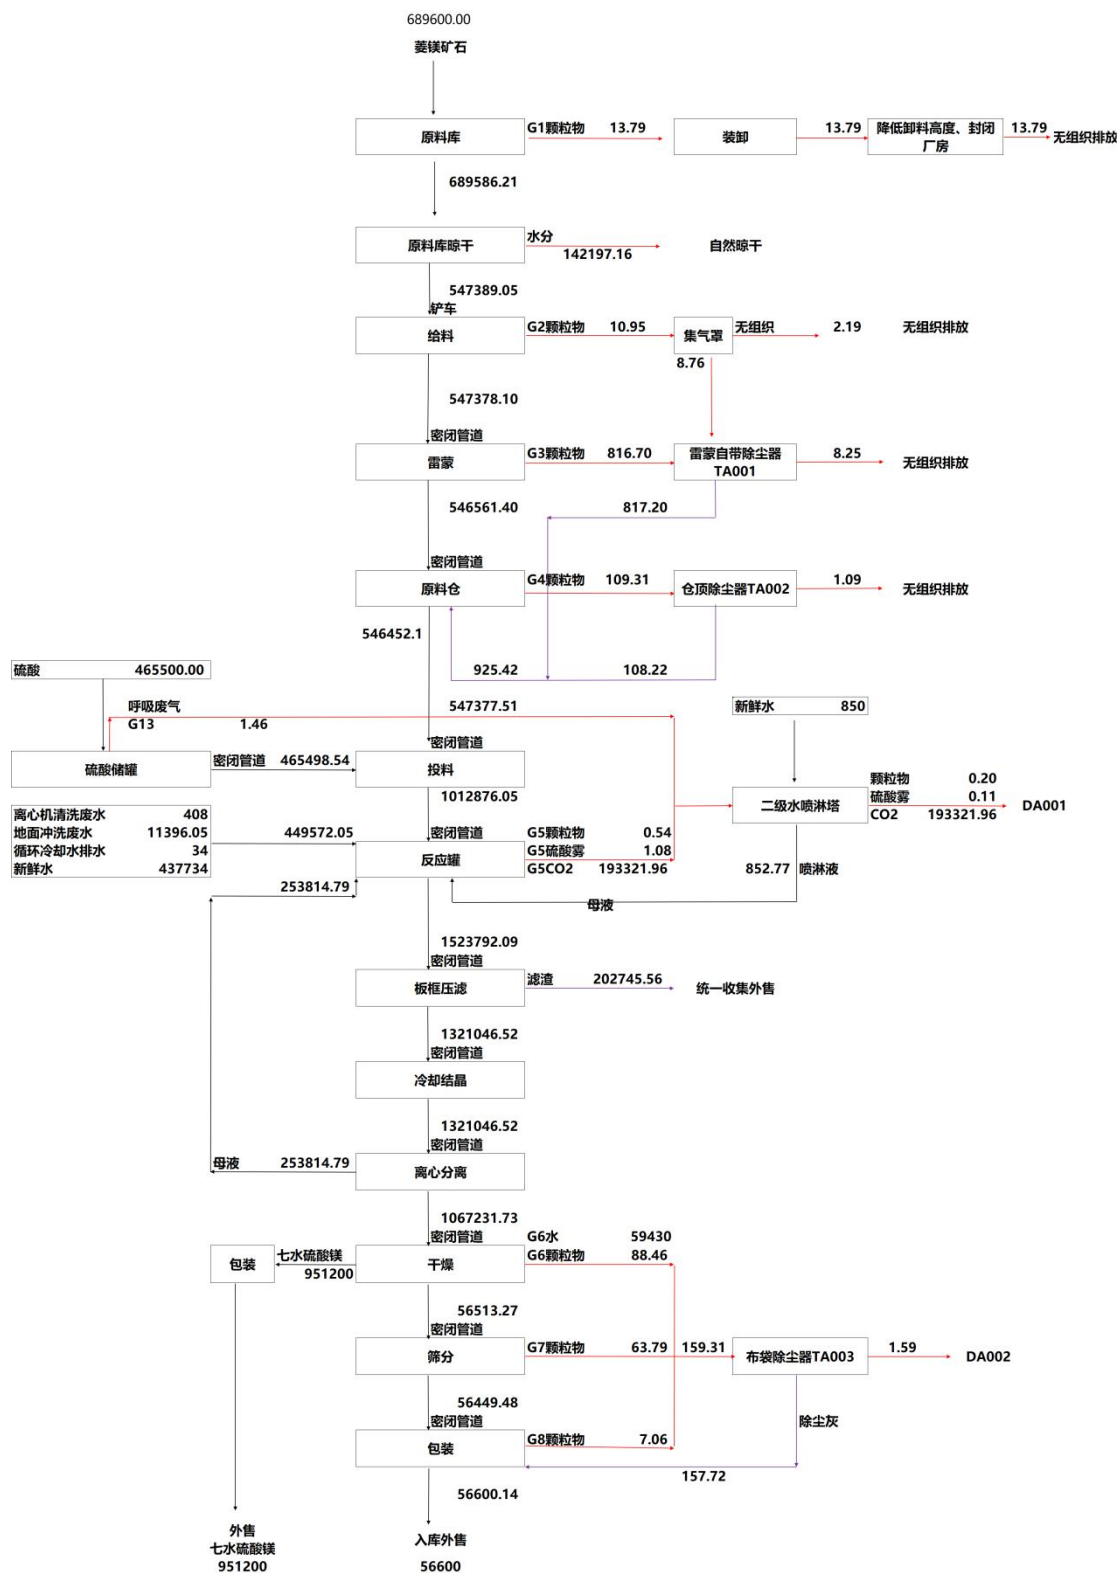 689600.00
菱镁矿石
原料库
G1颗粒物 13.79
装卸
13.79
降低卸料高度、封闭
厂房
13.79
无组织排放
689586.21
原料库晾干
水分
142197.16
自然晾干
547389.05
铲车
给料
G2颗粒物 10.95
集气罩
无组织 2.19
无组织排放
8.76
547378.10
密闭管道
雷蒙
G3颗粒物 816.70
雷蒙自带除尘器
TA001
8.25
无组织排放
546561.40
817.20
密闭管道
原料仓
G4颗粒物 109.31
仓顶除尘器TA002
1.09
无组织排放
546452.1
925.42
108.22
硫酸 465500.00
呼吸废气
G13 1.46
547377.51
新鲜水 850
密闭管道
硫酸储罐
密闭管道 465498.54
投料
1012876.05
二级水喷淋塔
颗粒物 0.20
硫酸雾 0.11
CO2 193321.96
DA001
离心机清洗废水 408
地面冲洗废水 11396.05
循环冷却水排水 34
新鲜水 437734
449572.05
密闭管道
反应罐
G5颗粒物 0.54
G5硫酸雾 1.08
G5CO2 193321.96
852.77 喷淋液
253814.79
母液
1523792.09
密闭管道
板框压滤
滤渣 202745.56
统一收集外售
1321046.52
密闭管道
冷却结晶
1321046.52
密闭管道
母液 253814.79
离心分离
1067231.73
密闭管道
G6水 59430
G6颗粒物 88.46
包装
七水硫酸镁
951200
干燥
56513.27
密闭管道
筛分
G7颗粒物 63.79
159.31
布袋除尘器TA003
1.59
DA002
56449.48
密闭管道
除尘灰
包装
G8颗粒物 7.06
157.72
56600.14
外售
七水硫酸镁
951200
入库外售
56600